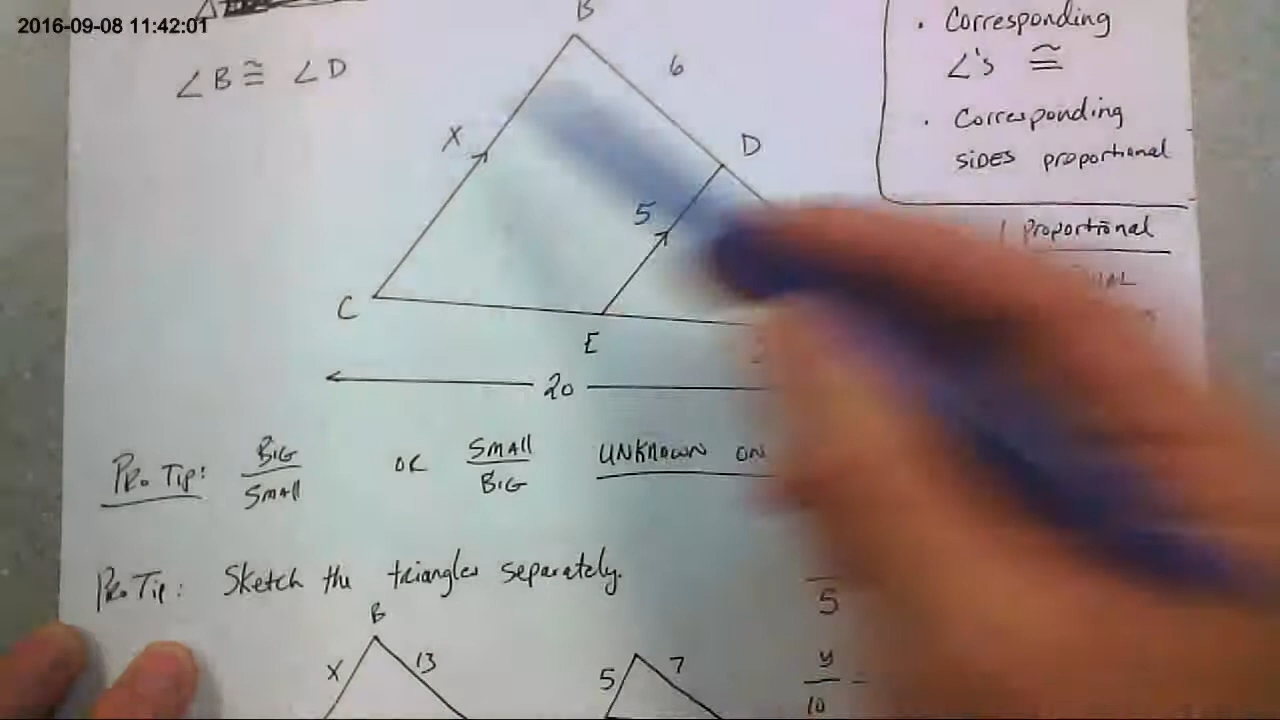 2016-09-08 11:42:01
∠B ≅ ∠D
B
6
X
D
5
C
E
20
• Corresponding
∠'s ≅
• Corresponding
SIDES proportional
Proportional
PRO TIP: BIG/SMALL OR SMALL/BIG UNKNOWN ON
PRO TIP: Sketch the triangles separately.
B
X 13
5 7
5
y
10